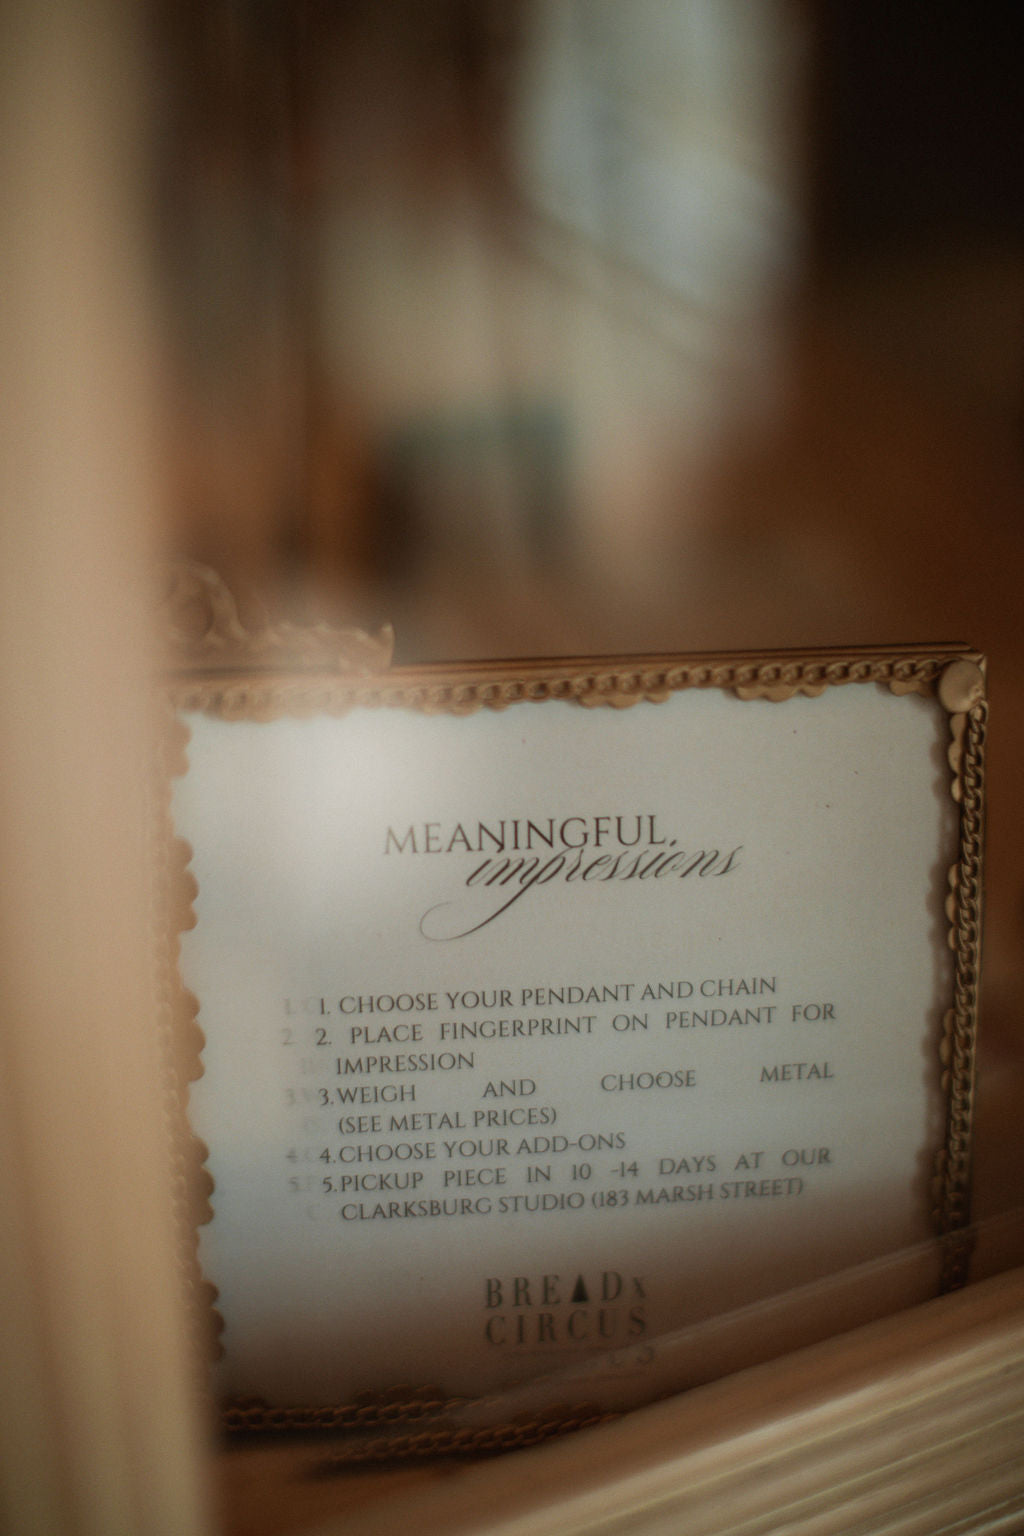 MEANINGFUL
impressions
1. CHOOSE YOUR PENDANT AND CHAIN
2. PLACE FINGERPRINT ON PENDANT FOR
IMPRESSION
3. WEIGH AND CHOOSE METAL
(SEE METAL PRICES)
4. CHOOSE YOUR ADD-ONS
5. PICKUP PIECE IN 10 -14 DAYS AT OUR
CLARKSBURG STUDIO (183 MARSH STREET)
BREAD x
CIRCUS